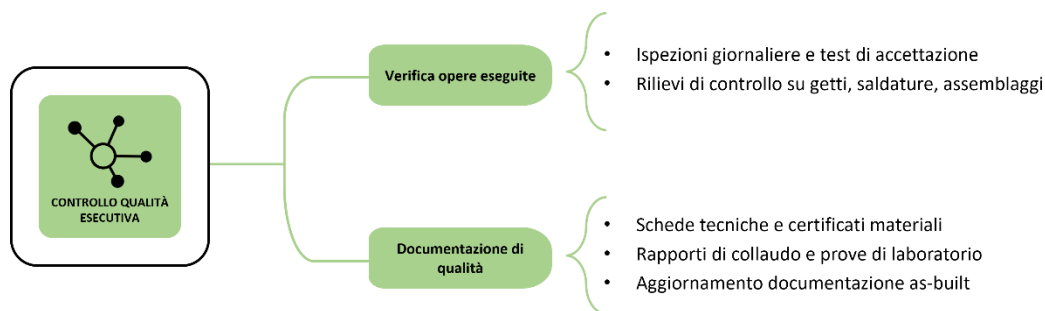 CONTROLLO QUALITÀ
ESECUTIVA
Verifica opere eseguite
• Ispezioni giornaliere e test di accettazione
• Rilievi di controllo su getti, saldature, assemblaggi
Documentazione di
qualità
• Schede tecniche e certificati materiali
• Rapporti di collaudo e prove di laboratorio
• Aggiornamento documentazione as-built